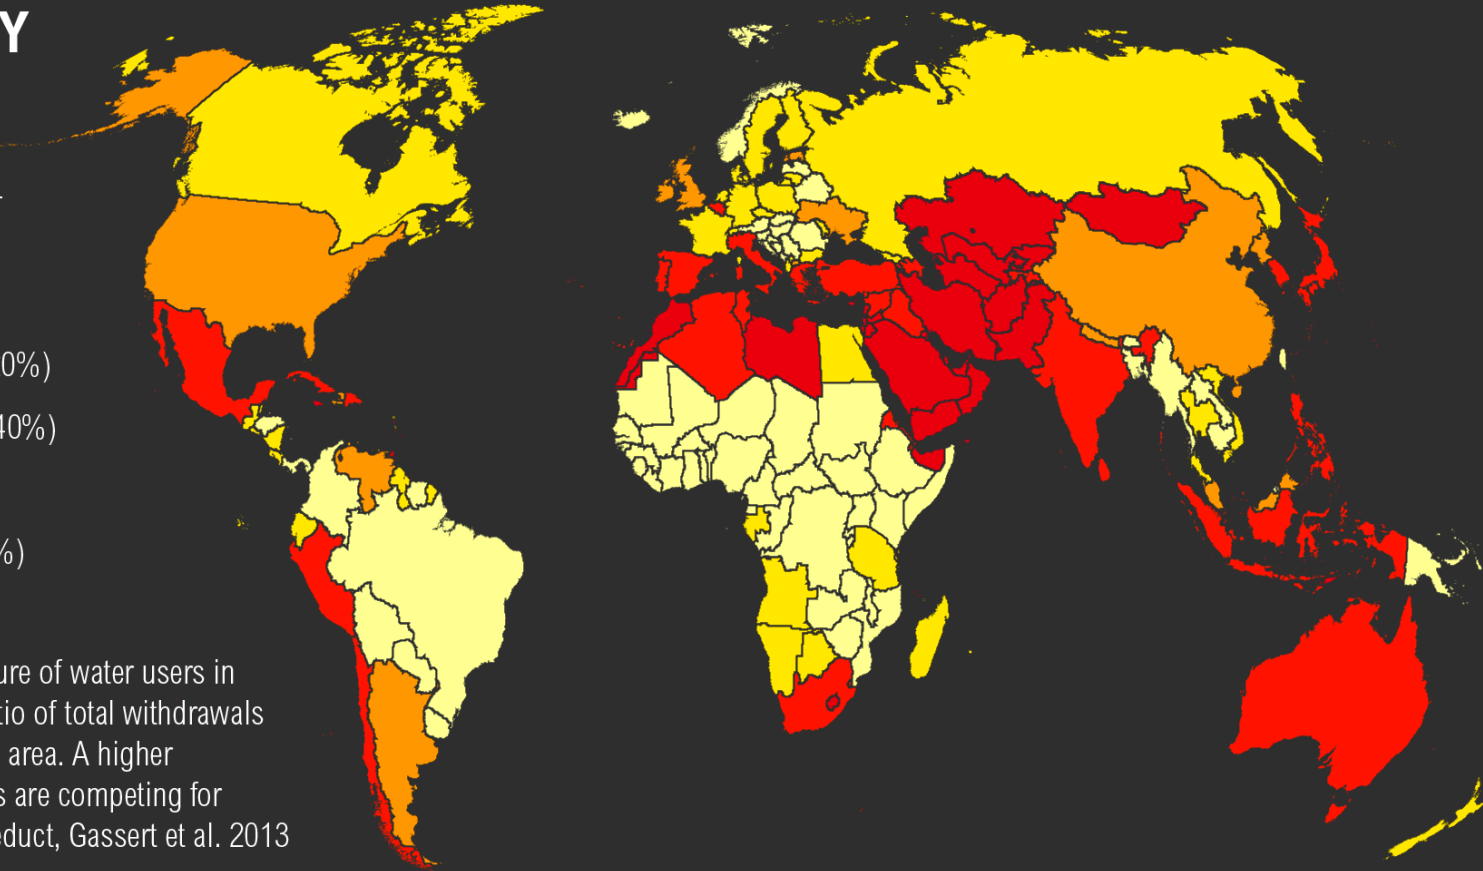 Y
0%)
40%)
%)
ure of water users in
tio of total withdrawals
area. A higher
s are competing for
educt, Gassert et al. 2013